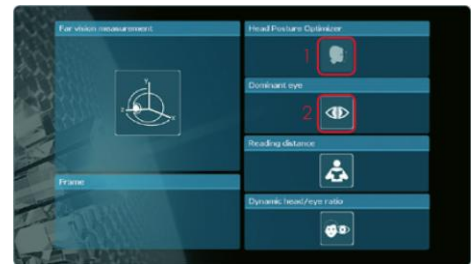 Far vision measurement
Head Posture Optimizer
1
Dominant eye
2
Reading distance
Frame
Dynamic head/eye ratio